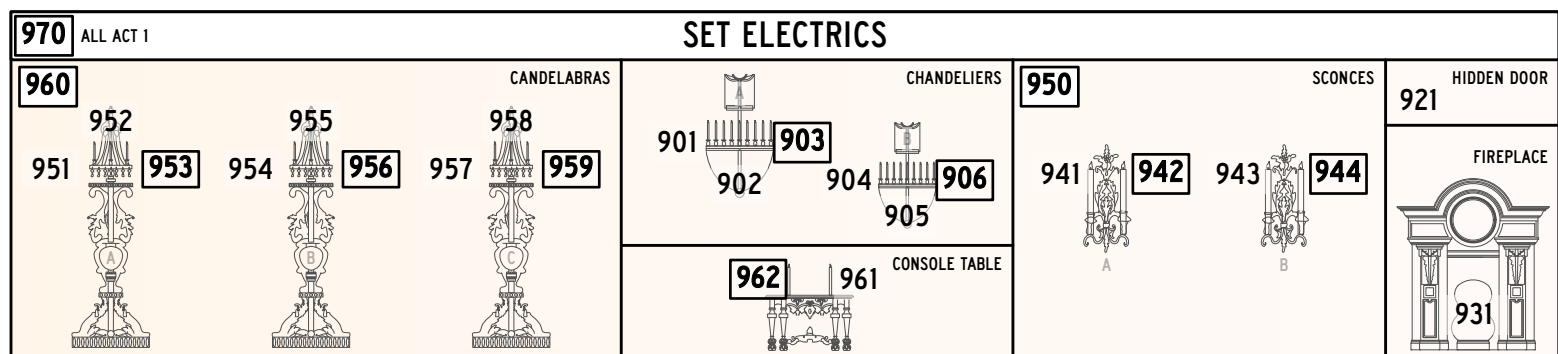 970 ALL ACT 1 SET ELECTRICS
960 CANDELABRAS
952 955 958
951 953 954 956 957 959
A B C
CHANDELIERS
A
901 903
B
902 904 906
905
CONSOLE TABLE
962 961
950 SCONCES
941 942 943 944
A B
HIDDEN DOOR
921
FIREPLACE
931